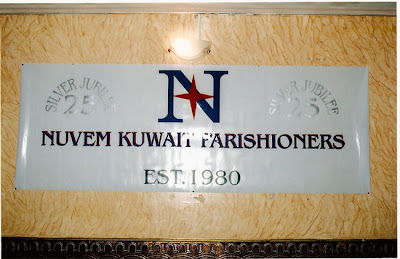 SILVER JUBILEE
25
N
SILVER JUBILEE
25
NUVEM KUWAIT PARISHIONERS
EST.1980